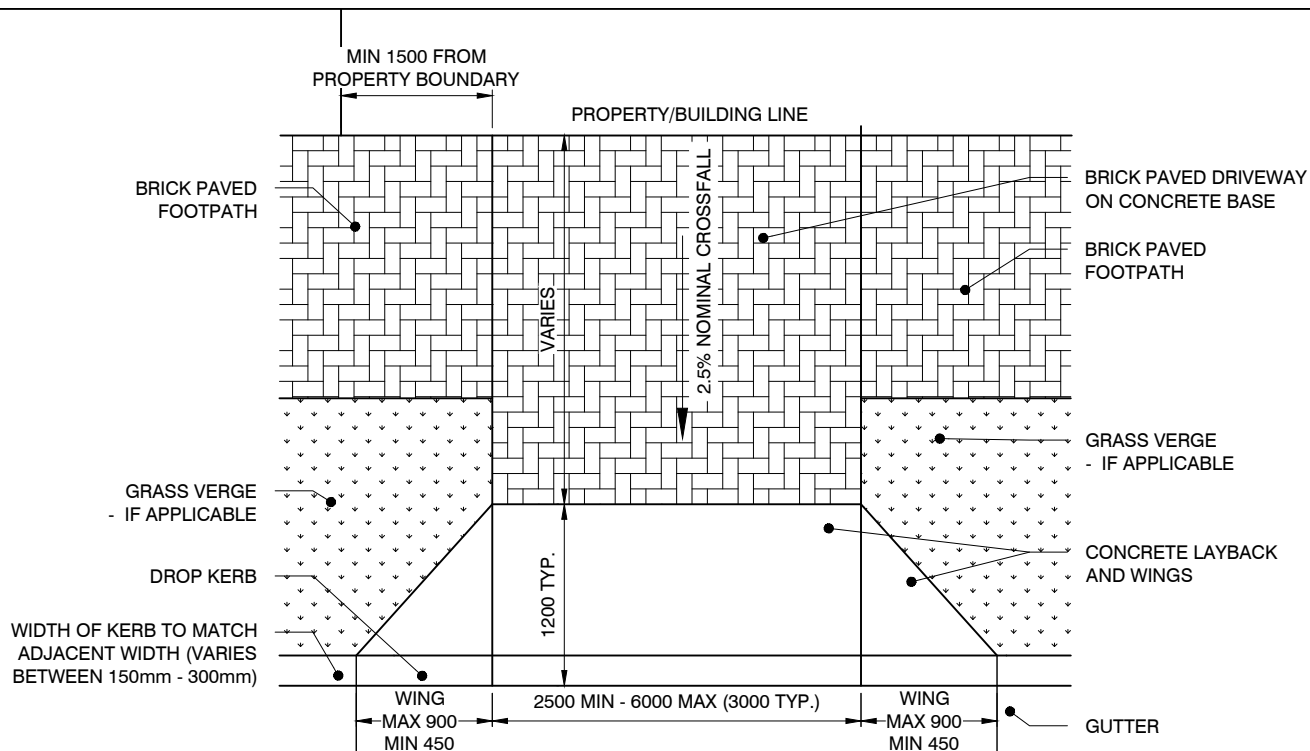 MIN 1500 FROM
PROPERTY BOUNDARY
PROPERTY/BUILDING LINE
BRICK PAVED
FOOTPATH
VARIES
2.5% NOMINAL CROSSFALL
BRICK PAVED DRIVEWAY
ON CONCRETE BASE
BRICK PAVED
FOOTPATH
GRASS VERGE
- IF APPLICABLE
GRASS VERGE
- IF APPLICABLE
DROP KERB
1200 TYP.
CONCRETE LAYBACK
AND WINGS
WIDTH OF KERB TO MATCH
ADJACENT WIDTH (VARIES
BETWEEN 150mm - 300mm)
WING
MAX 900
MIN 450
2500 MIN - 6000 MAX (3000 TYP.)
WING
MAX 900
MIN 450
GUTTER